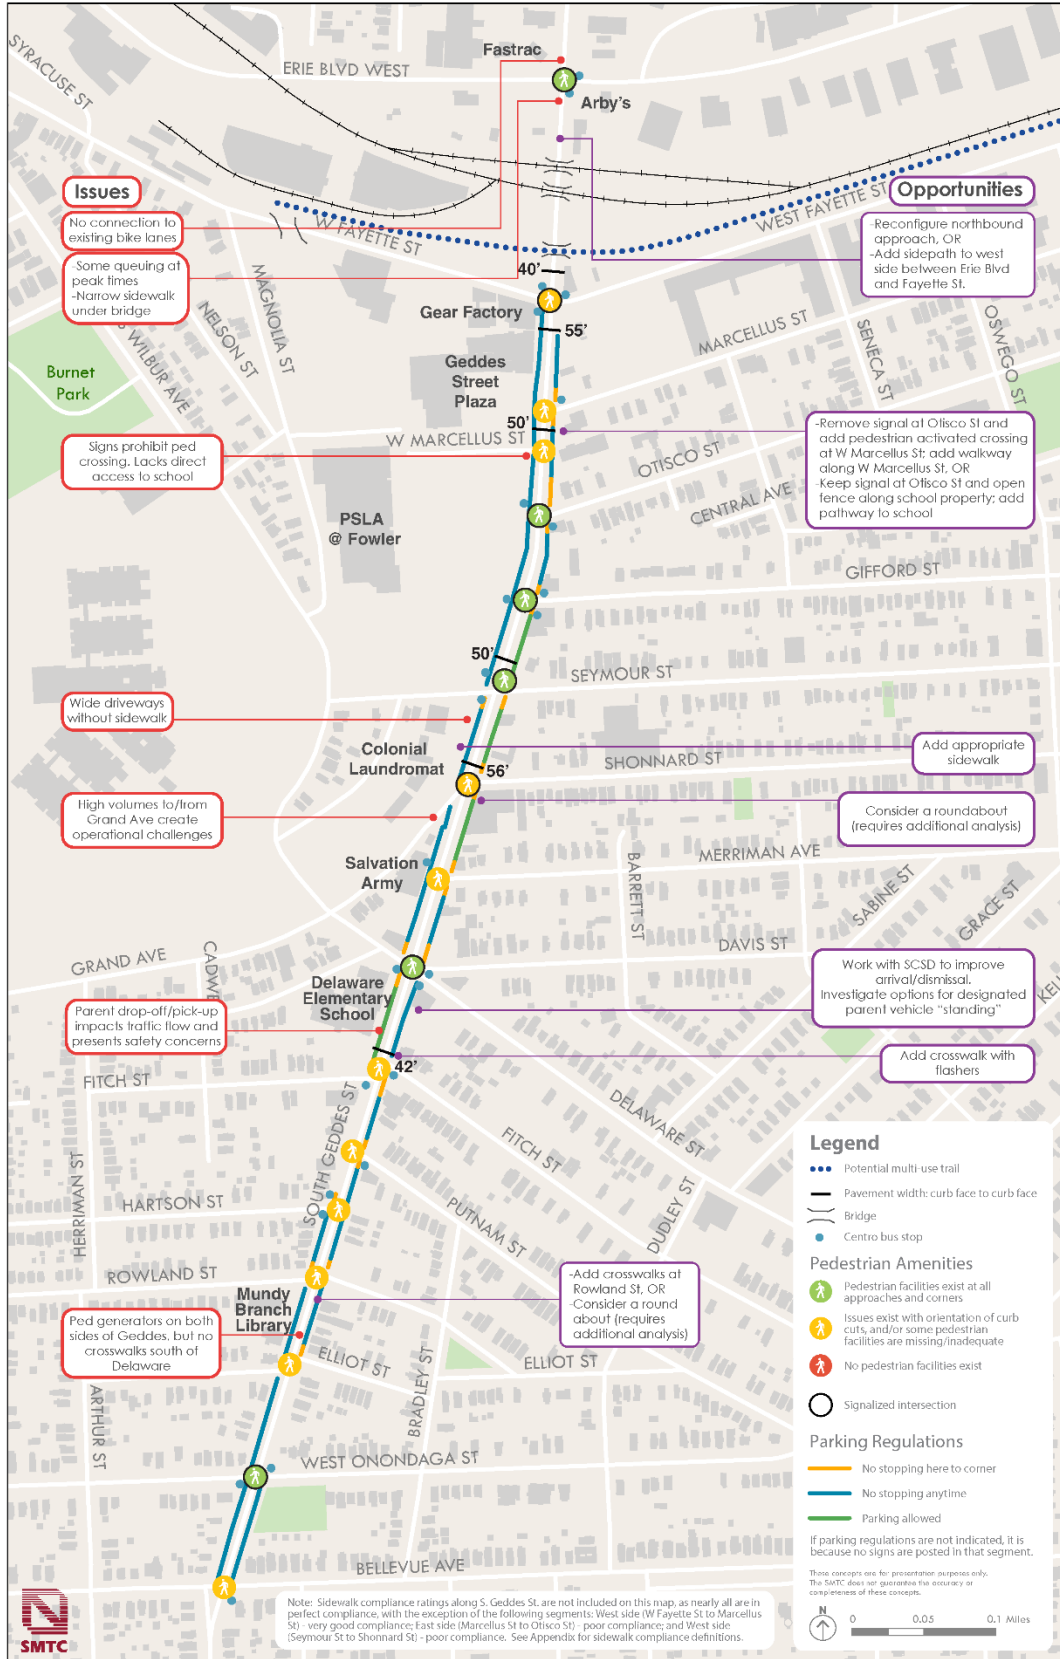 Fastrac
SYRACUSE ST
ERIE BLVD WEST
Arby's
Issues
Opportunities
No connection to
existing bike lanes
-Some queuing at
peak times
-Narrow sidewalk
under bridge
-Reconfigure northbound
approach, OR
-Add sidepath to west
side between Erie Blvd
and Fayette St.
W FAYETTE ST
WEST FAYETTE ST
40'
Gear Factory
55'
MAGNOLIA ST
NELSON ST
S WILBUR AVE
MARCELLUS ST
SENECA ST
OSWEGO ST
Burnet
Park
Geddes
Street
Plaza
50'
W MARCELLUS ST
OTISCO ST
CENTRAL AVE
Signs prohibit ped
crossing. Lacks direct
access to school
-Remove signal at Otisco St and
add pedestrian activated crossing
at W Marcellus St; add walkway
along W Marcellus St, OR
-Keep signal at Otisco St and open
fence along school property; add
pathway to school
PSLA
@ Fowler
GIFFORD ST
50'
SEYMOUR ST
Wide driveways
without sidewalk
Colonial
Laundromat
56'
SHONNARD ST
Add appropriate
sidewalk
High volumes to/from
Grand Ave create
operational challenges
Consider a roundabout
(requires additional analysis)
Salvation
Army
MERRIMAN AVE
BARRETT ST
SABINE ST
GRACE ST
DAVIS ST
KEL
GRAND AVE
CADWE
Delaware
Elementary
School
Work with SCSD to improve
arrival/dismissal.
Investigate options for designated
parent vehicle "standing"
Parent drop-off/pick-up
impacts traffic flow and
presents safety concerns
42'
Add crosswalk with
flashers
FITCH ST
SOUTH GEDDES ST
FITCH ST
DELAWARE ST
HERRIMAN ST
HARTSON ST
PUTNAM ST
DUDLEY ST
ROWLAND ST
Mundy
Branch
Library
-Add crosswalks at
Rowland St, OR
-Consider a round
about (requires
additional analysis)
Ped generators on both
sides of Geddes, but no
crosswalks south of
Delaware
ELLIOT ST
ELLIOT ST
BRADLEY ST
ARTHUR ST
WEST ONONDAGA ST
BELLEVUE AVE
Legend
Potential multi-use trail
Pavement width: curb face to curb face
Bridge
Centro bus stop
Pedestrian Amenities
Pedestrian facilities exist at all
approaches and corners
Issues exist with orientation of curb
cuts, and/or some pedestrian
facilities are missing/inadequate
No pedestrian facilities exist
Signalized intersection
Parking Regulations
No stopping here to corner
No stopping anytime
Parking allowed
If parking regulations are not indicated, it is
because no signs are posted in that segment.
These concepts are for presentation purposes only.
The SMTC does not guarantee the accuracy or
completeness of these concepts.
N
0 0.05 0.1 Miles
SMTC
Note: Sidewalk compliance ratings along S. Geddes St. are not included on this map, as nearly all are in
perfect compliance, with the exception of the following segments: West side (W Fayette St to Marcellus
St) - very good compliance; East side (Marcellus St to Otisco St) - poor compliance; and West side
(Seymour St to Shonnard St) - poor compliance. See Appendix for sidewalk compliance definitions.